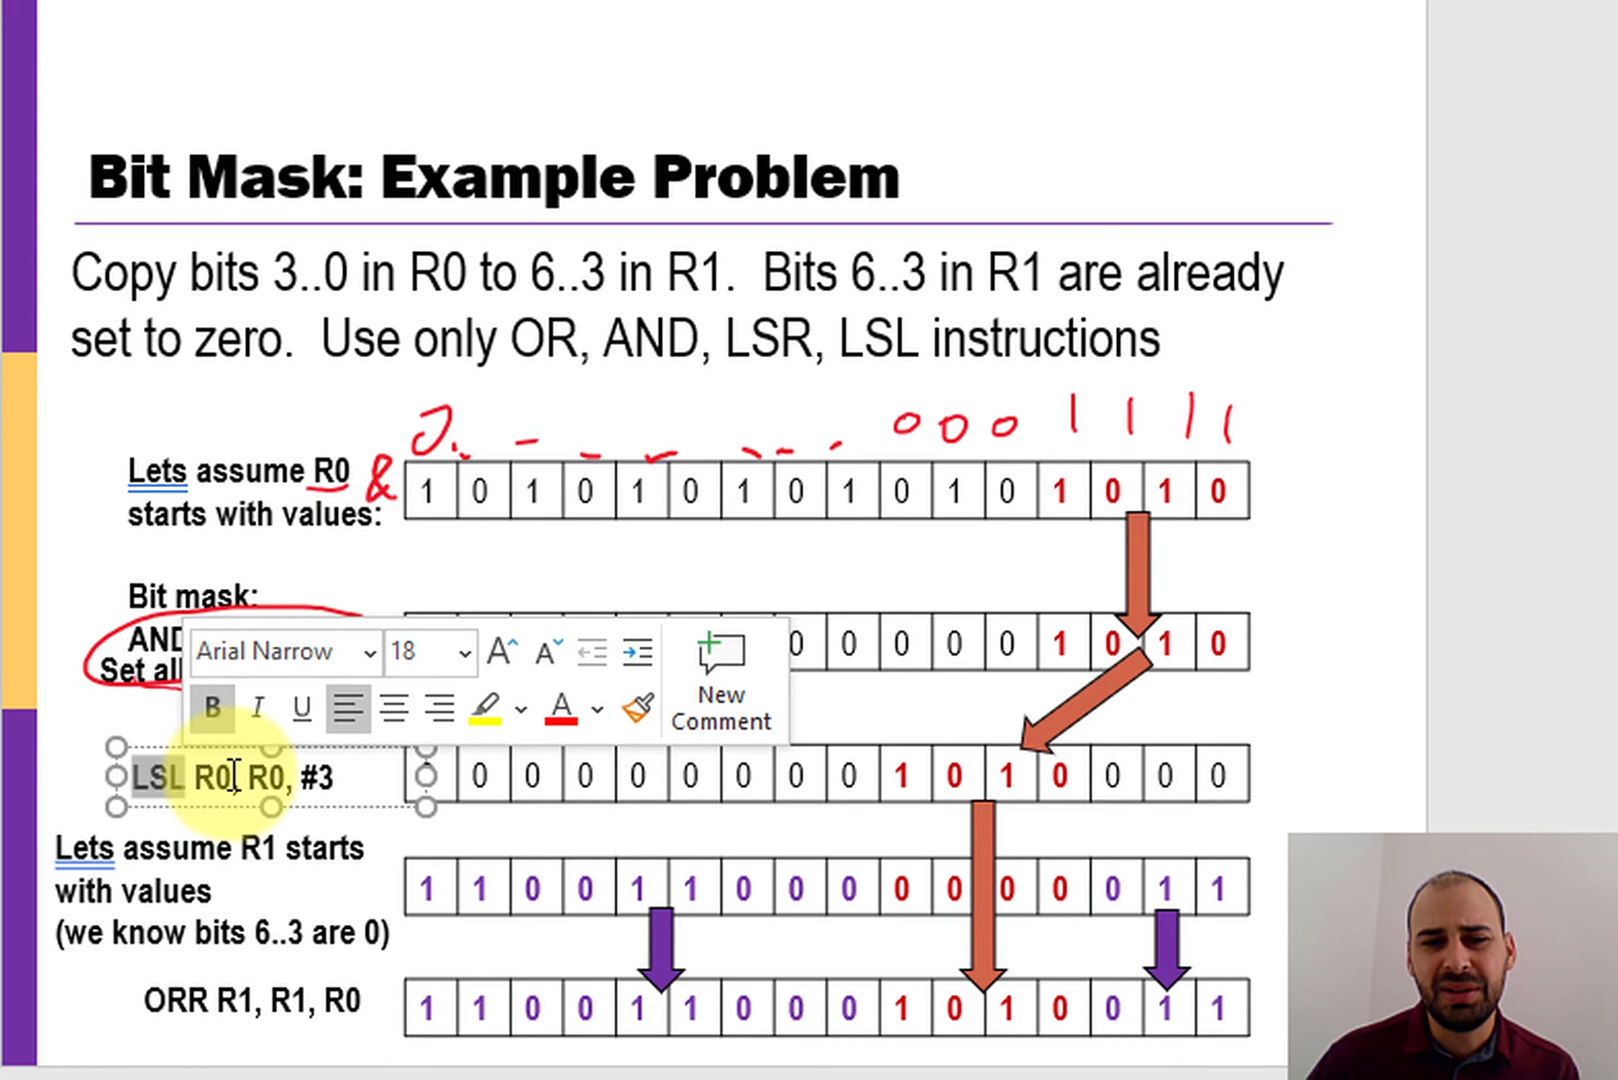 Bit Mask: Example Problem
Copy bits 3..0 in R0 to 6..3 in R1. Bits 6..3 in R1 are already
set to zero. Use only OR, AND, LSR, LSL instructions
0 0 0 0 1 1 1 1
Lets assume R0
starts with values:
& 1 0 1 0 1 0 1 0 1 0 1 0 1 0 1 0
Bit mask:
AND
Set all
0 0 0 0 0 1 0 1 0
Arial Narrow 18 A A
B I U A
New
Comment
LSL R0, R0, #3
0 0 0 0 0 0 0 0 1 0 1 0 0 0 0
Lets assume R1 starts
with values
(we know bits 6..3 are 0)
1 1 0 0 1 1 0 0 0 0 0 0 0 0 1 1
ORR R1, R1, R0
1 1 0 0 1 1 0 0 0 1 0 1 0 0 1 1